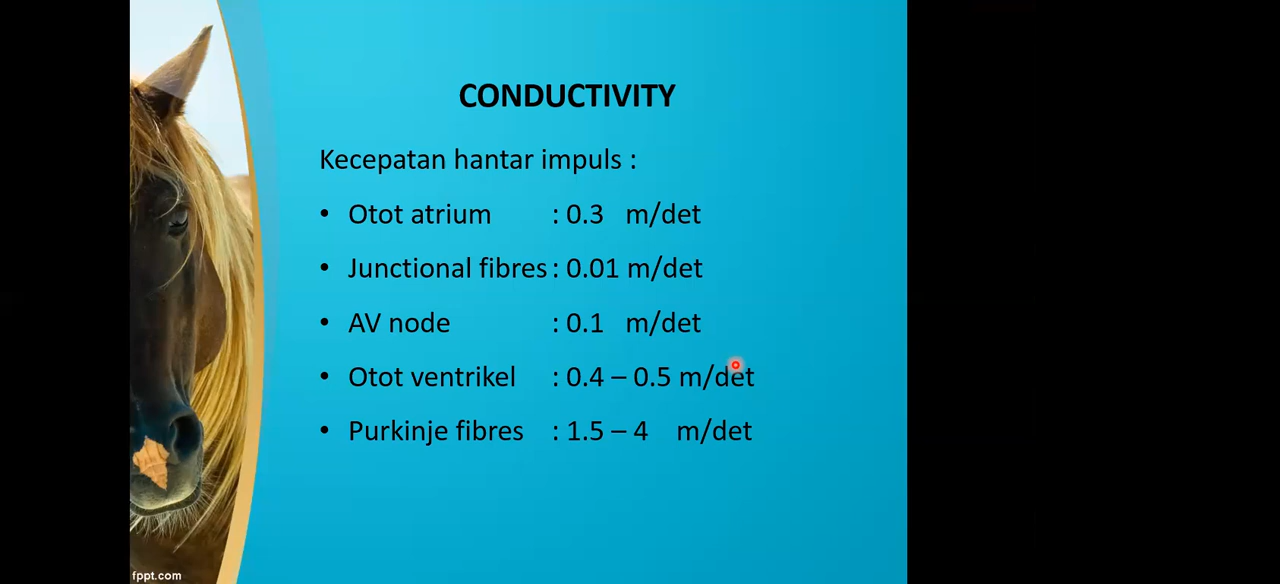 CONDUCTIVITY
Kecepatan hantar impuls :
• Otot atrium : 0.3 m/det
• Junctional fibres : 0.01 m/det
• AV node : 0.1 m/det
• Otot ventrikel : 0.4 – 0.5 m/det
• Purkinje fibres : 1.5 – 4 m/det
fppt.com